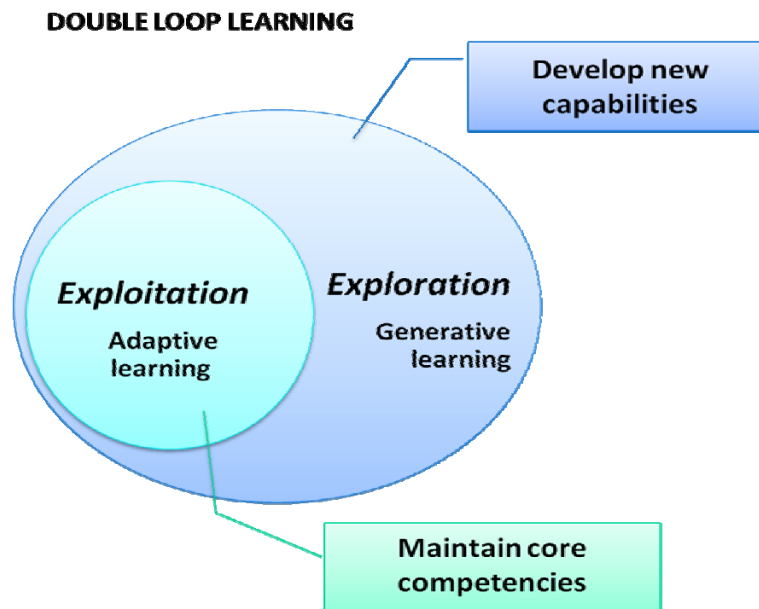 DOUBLE LOOP LEARNING
Develop new
capabilities
Exploitation
Adaptive
learning
Exploration
Generative
learning
Maintain core
competencies